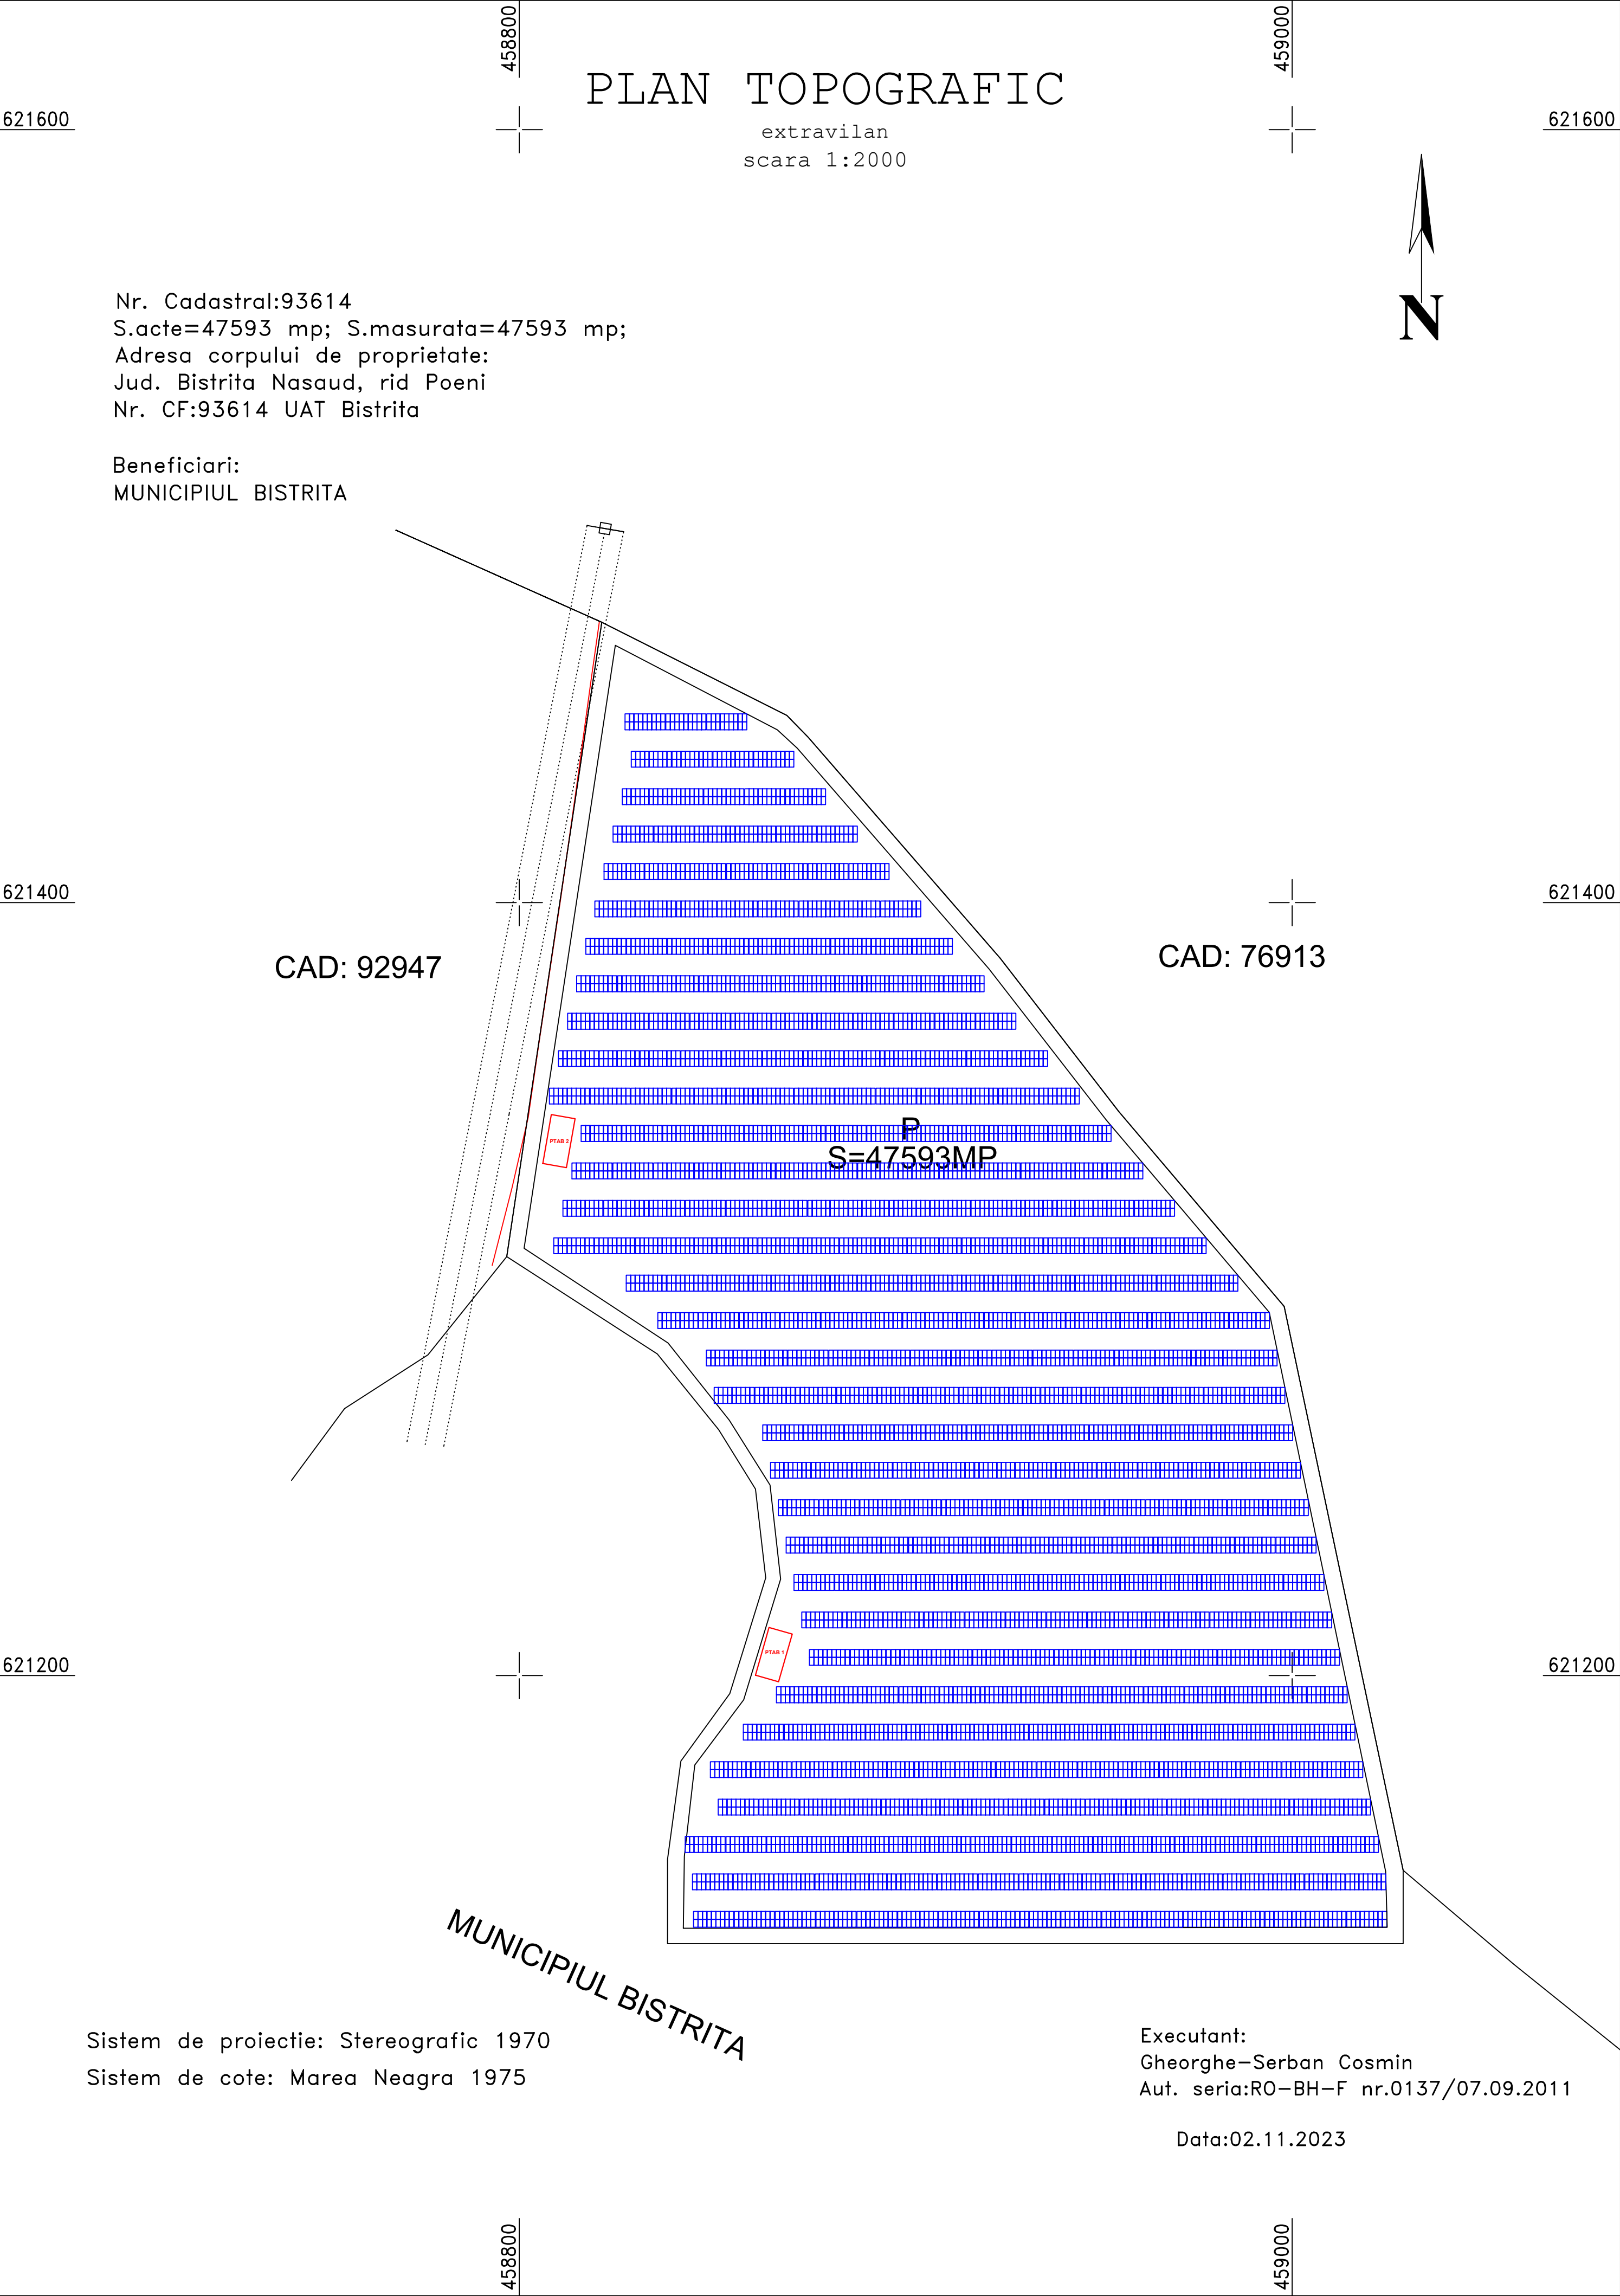 458800
459000
PLAN TOPOGRAFIC
621600
621600
extravilan
scara 1:2000
N
Nr. Cadastral:93614
S.acte=47593 mp; S.masurata=47593 mp;
Adresa corpului de proprietate:
Jud. Bistrita Nasaud, rid Poeni
Nr. CF:93614 UAT Bistrita
Beneficiari:
MUNICIPIUL BISTRITA
621400
621400
CAD: 92947
CAD: 76913
P
S=47593MP
PTAB 2
PTAB 1
621200
621200
MUNICIPIUL BISTRITA
Sistem de proiectie: Stereografic 1970
Sistem de cote: Marea Neagra 1975
Executant:
Gheorghe-Serban Cosmin
Aut. seria:RO-BH-F nr.0137/07.09.2011
Data:02.11.2023
458800
459000